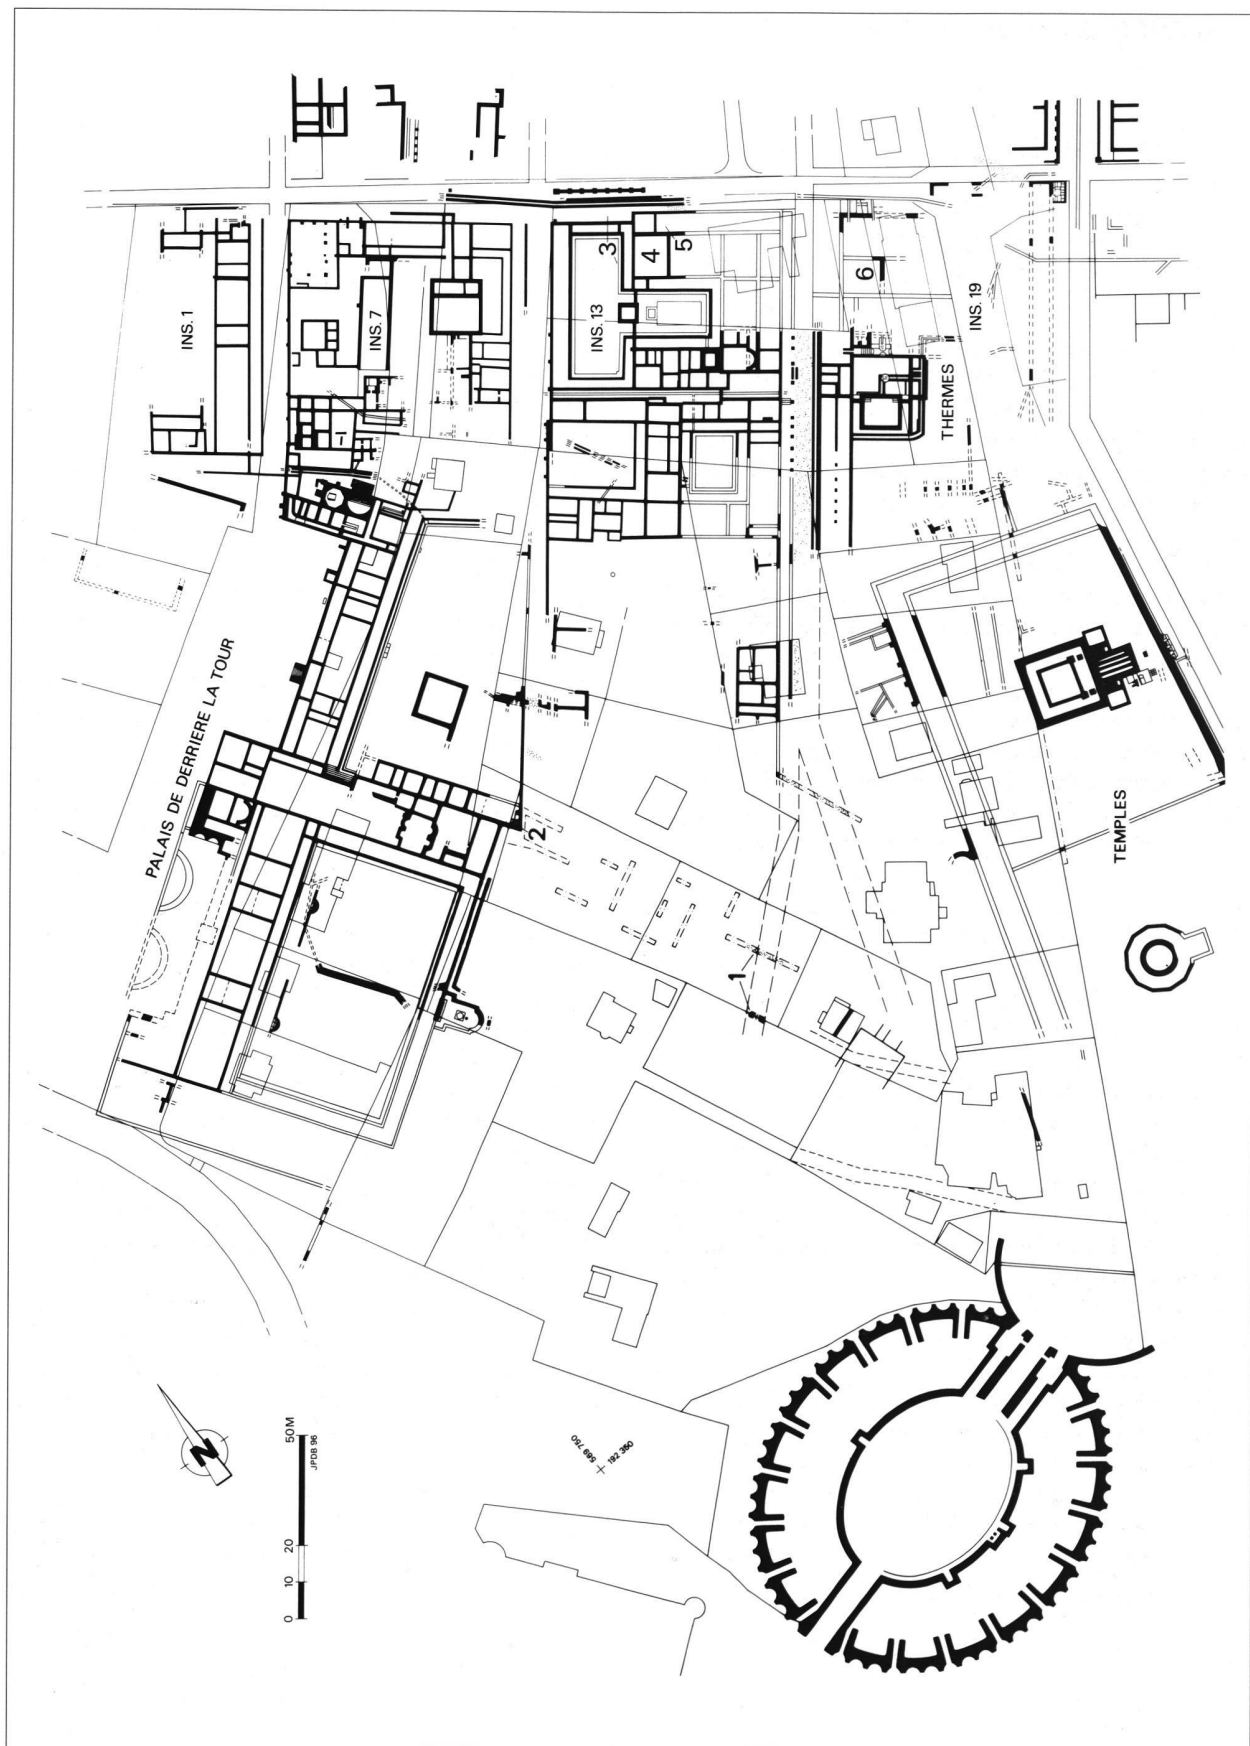 INS. 1
INS. 7
3
4
5
INS. 13
6
INS. 19
THERMES
PALAIS DE DERRIERE LA TOUR
2
1
TEMPLES
N
0 10 20 50M
JPDB 96
569 750
192 350